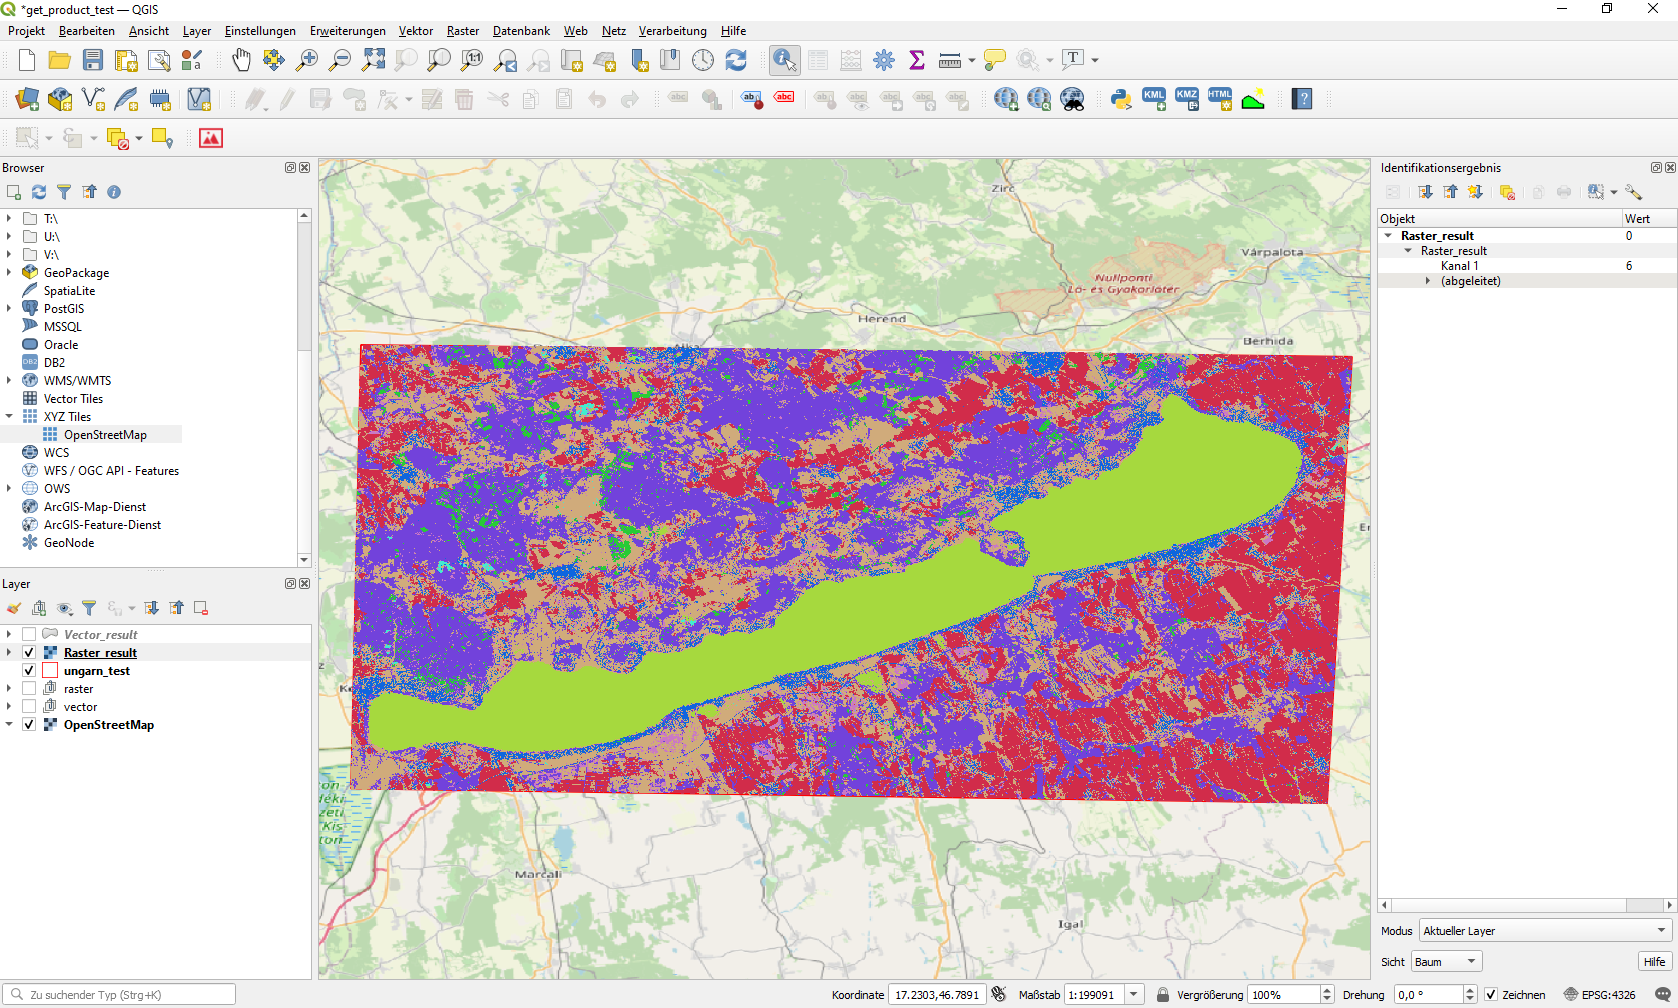 *get_product_test — QGIS
Projekt Bearbeiten Ansicht Layer Einstellungen Erweiterungen Vektor Raster Datenbank Web Netz Verarbeitung Hilfe
Browser
T:\
U:\
V:\
GeoPackage
SpatiaLite
PostGIS
MSSQL
Oracle
DB2
WMS/WMTS
Vector Tiles
XYZ Tiles
OpenStreetMap
WCS
WFS / OGC API - Features
OWS
ArcGIS-Map-Dienst
ArcGIS-Feature-Dienst
GeoNode
Layer
Vector_result
Raster_result
ungarn_test
raster
vector
OpenStreetMap
Zirc
Várpalota
Nullponti
Lő- és Gyakorlótér
Herend
Berhida
Marcali
Igal
Identifikationsergebnis
Objekt Wert
Raster_result 0
Raster_result
Kanal 1 6
(abgeleitet)
Modus Aktueller Layer
Sicht Baum Hilfe
Zu suchender Typ (Strg+K) Koordinate 17.2303,46.7891 Maßstab 1:199091 Vergrößerung 100% Drehung 0,0 ° Zeichnen EPSG:4326